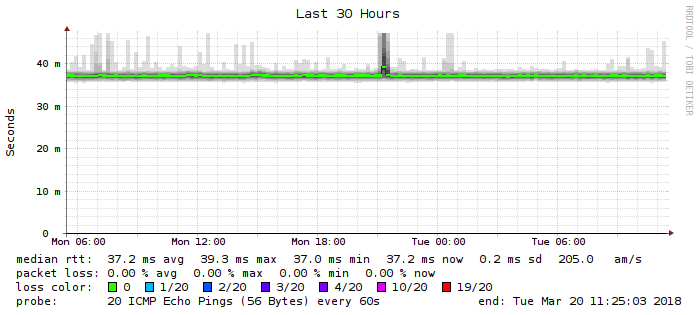 Last 30 Hours
RRDTOOL / TOBI OETIKER
Seconds
40 m
30 m
20 m
10 m
0
Mon 06:00 Mon 12:00 Mon 18:00 Tue 00:00 Tue 06:00
median rtt: 37.2 ms avg 39.3 ms max 37.0 ms min 37.2 ms now 0.2 ms sd 205.0 am/s
packet loss: 0.00 % avg 0.00 % max 0.00 % min 0.00 % now
loss color: 0 1/20 2/20 3/20 4/20 10/20 19/20
probe: 20 ICMP Echo Pings (56 Bytes) every 60s end: Tue Mar 20 11:25:03 2018